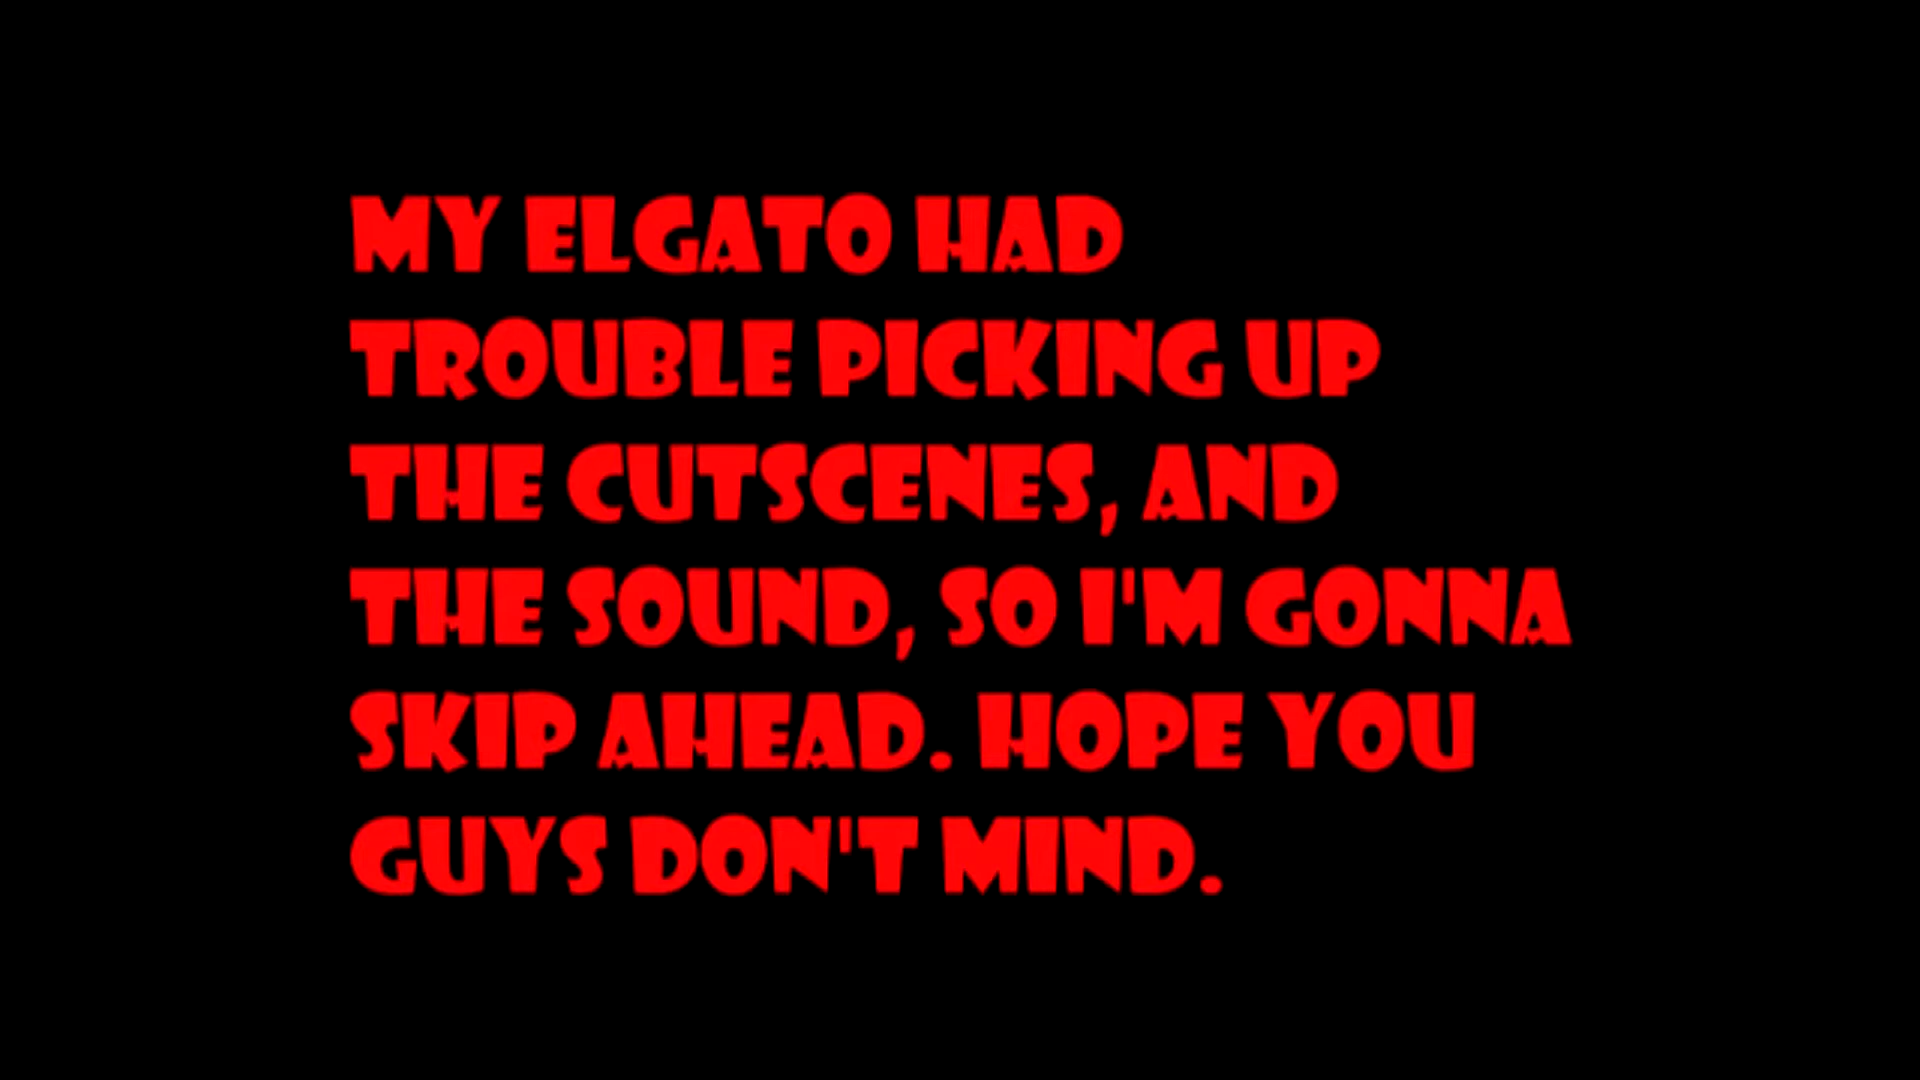 MY ELGATO HAD
TROUBLE PICKING UP
THE CUTSCENES, AND
THE SOUND, SO I'M GONNA
SKIP AHEAD. HOPE YOU
GUYS DON'T MIND.